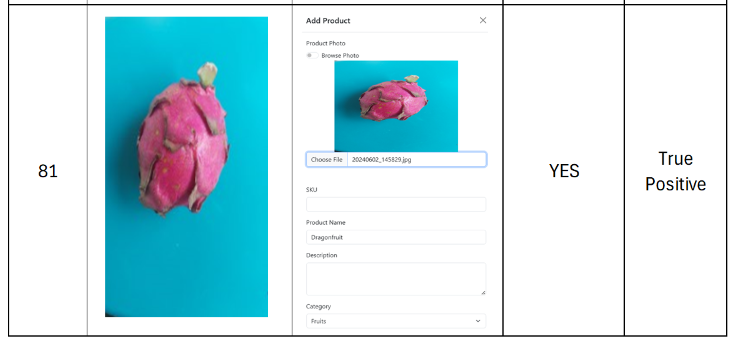 81
Add Product
Product Photo
Browse Photo
Choose File 20240602_145829.jpg
SKU
Product Name
Dragonfruit
Description
Category
Fruits
YES
True
Positive